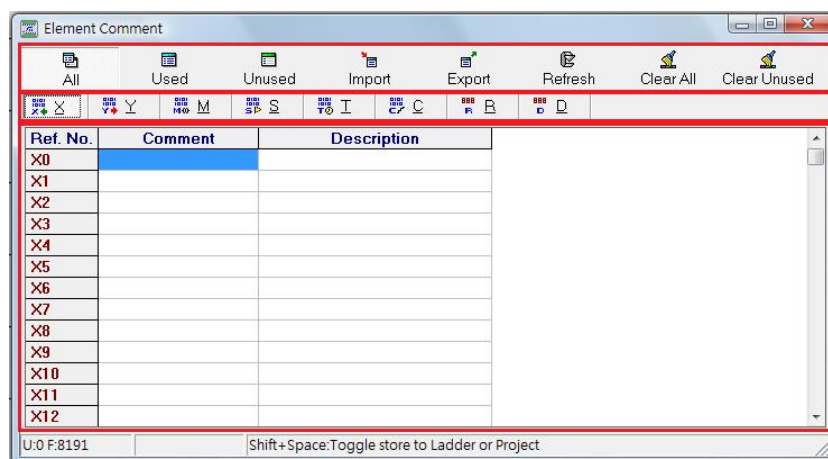 Element Comment
All Used Unused Import Export Refresh Clear All Clear Unused
X Y M S T C R D
Ref. No. Comment Description
X0
X1
X2
X3
X4
X5
X6
X7
X8
X9
X10
X11
X12
U:0 F:8191 Shift+Space:Toggle store to Ladder or Project